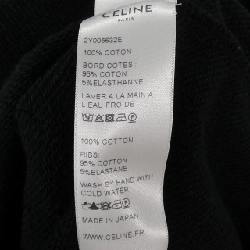 CELINE
PARIS
100% COTON
BORD COTES :
95% COTON
5% ELASTHANNE
LAVER A LA MAIN A
L'EAU FROIDE
100% COTTON
RIBS:
95% COTTON
5% ELASTANE
WASH BY HAND WITH
COLD WATER
MADE IN JAPAN
WWW.CELINE.FR